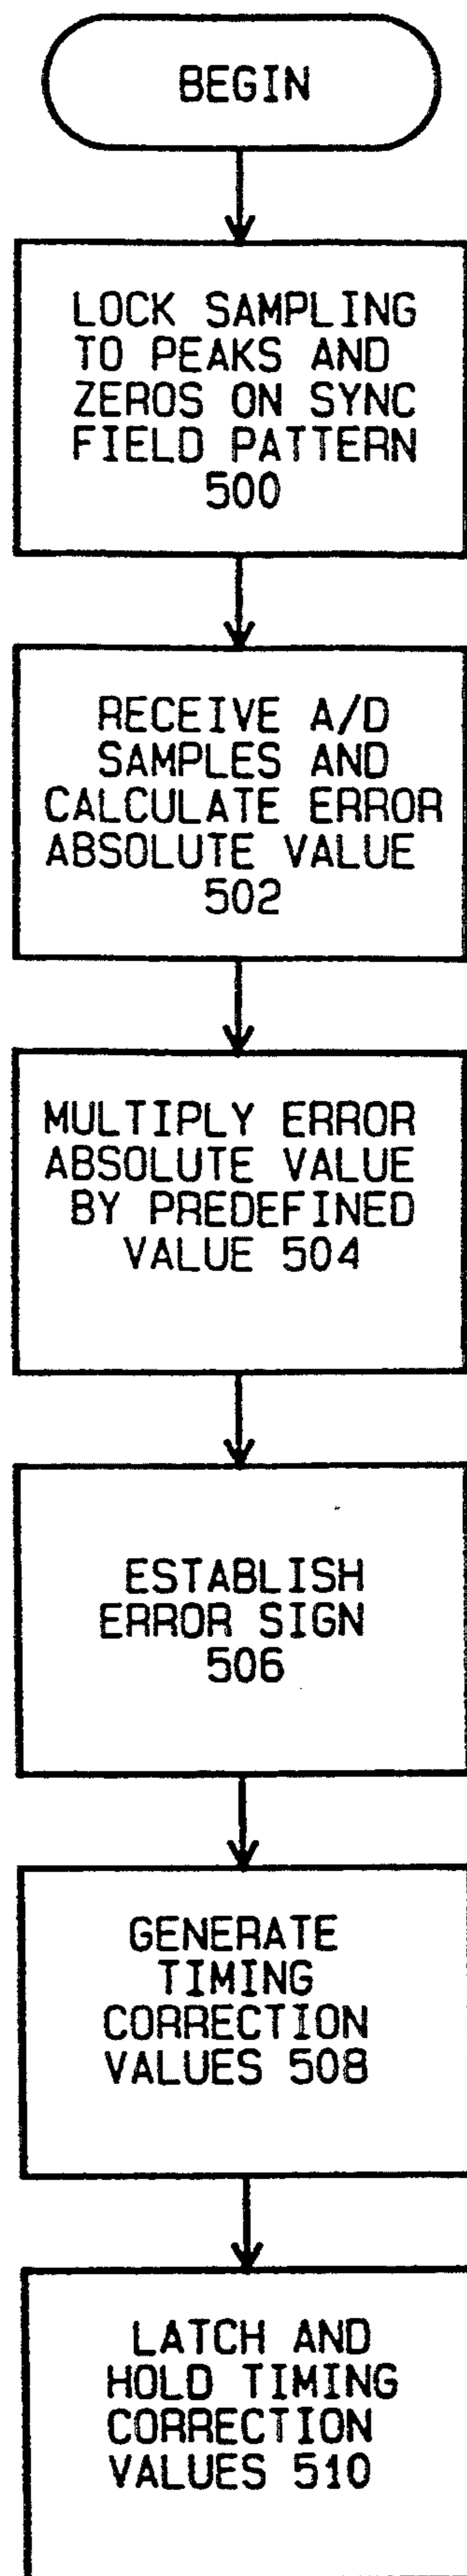 BEGIN
LOCK SAMPLING
TO PEAKS AND
ZEROS ON SYNC
FIELD PATTERN
500
RECEIVE A/D
SAMPLES AND
CALCULATE ERROR
ABSOLUTE VALUE
502
MULTIPLY ERROR
ABSOLUTE VALUE
BY PREDEFINED
VALUE 504
ESTABLISH
ERROR SIGN
506
GENERATE
TIMING
CORRECTION
VALUES 508
LATCH AND
HOLD TIMING
CORRECTION
VALUES 510